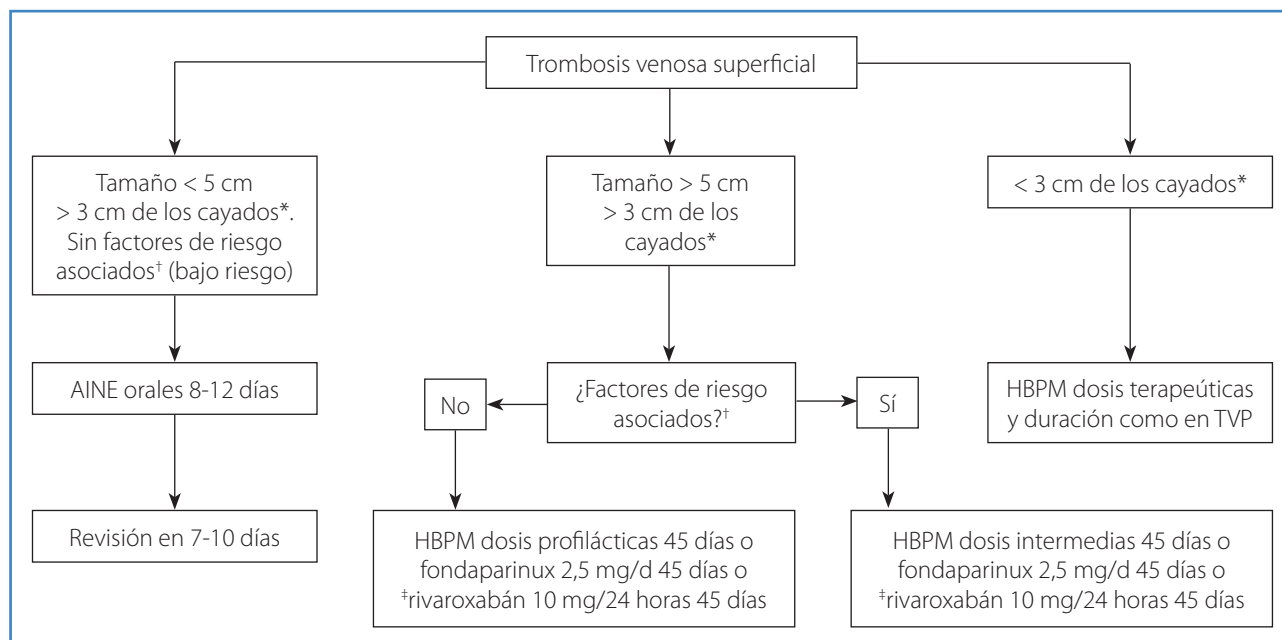 Trombosis venosa superficial
Tamaño < 5 cm
> 3 cm de los cayados*.
Sin factores de riesgo
asociados† (bajo riesgo)
AINE orales 8-12 días
Revisión en 7-10 días
Tamaño > 5 cm
> 3 cm de los
cayados*
¿Factores de riesgo
asociados?†
No
Sí
HBPM dosis profilácticas 45 días o
fondaparinux 2,5 mg/d 45 días o
‡rivaroxabán 10 mg/24 horas 45 días
HBPM dosis intermedias 45 días o
fondaparinux 2,5 mg/d 45 días o
‡rivaroxabán 10 mg/24 horas 45 días
< 3 cm de los cayados*
HBPM dosis terapeúticas
y duración como en TVP